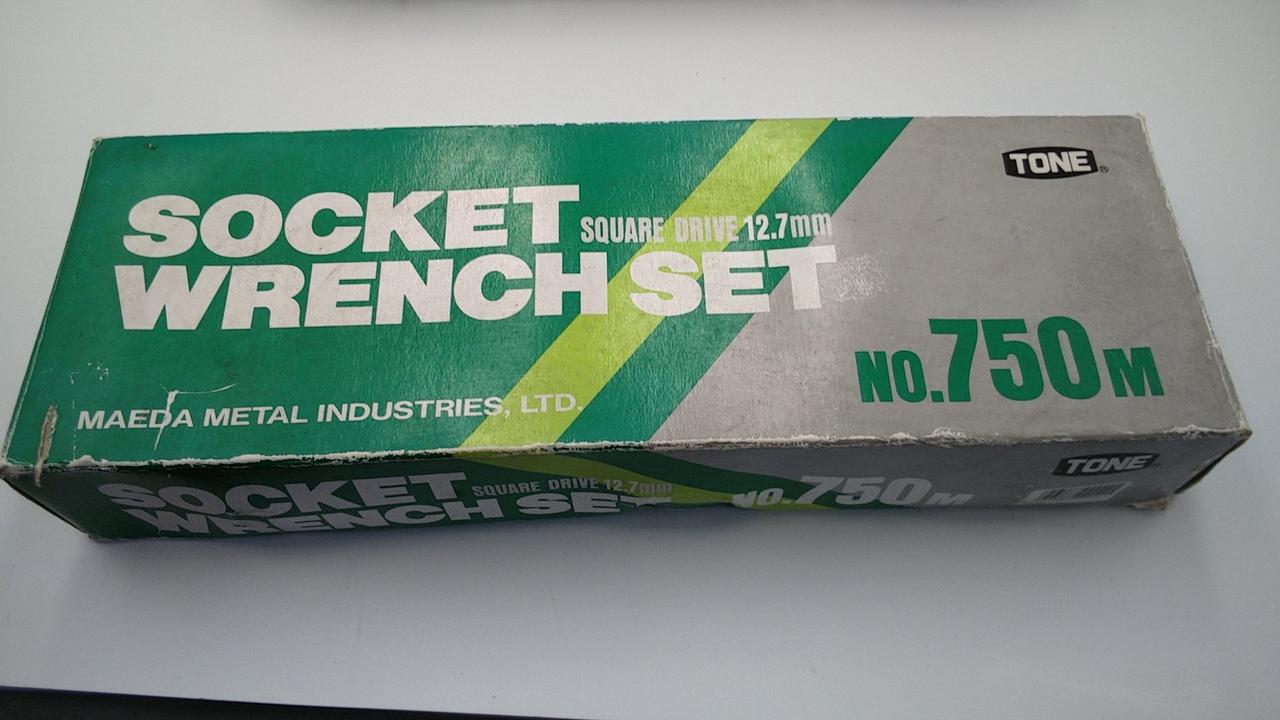 TONE®
SOCKET
SQUARE DRIVE 12.7mm
WRENCH SET
NO.750M
MAEDA METAL INDUSTRIES, LTD.
SOCKET
SQUARE DRIVE 12.7mm
WRENCH SET
NO.750M
TONE